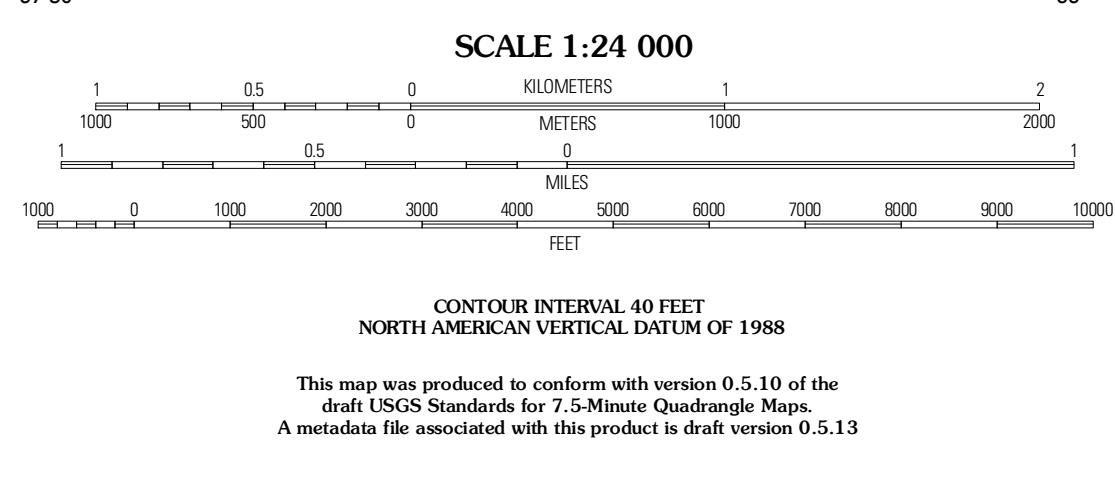 SCALE 1:24 000
1 0.5 0 KILOMETERS 1 2
1000 500 0 METERS 1000 2000
1 0.5 0 1
MILES
1000 0 1000 2000 3000 4000 5000 6000 7000 8000 9000 10000
FEET
CONTOUR INTERVAL 40 FEET
NORTH AMERICAN VERTICAL DATUM OF 1988
This map was produced to conform with version 0.5.10 of the
draft USGS Standards for 7.5-Minute Quadrangle Maps.
A metadata file associated with this product is draft version 0.5.13